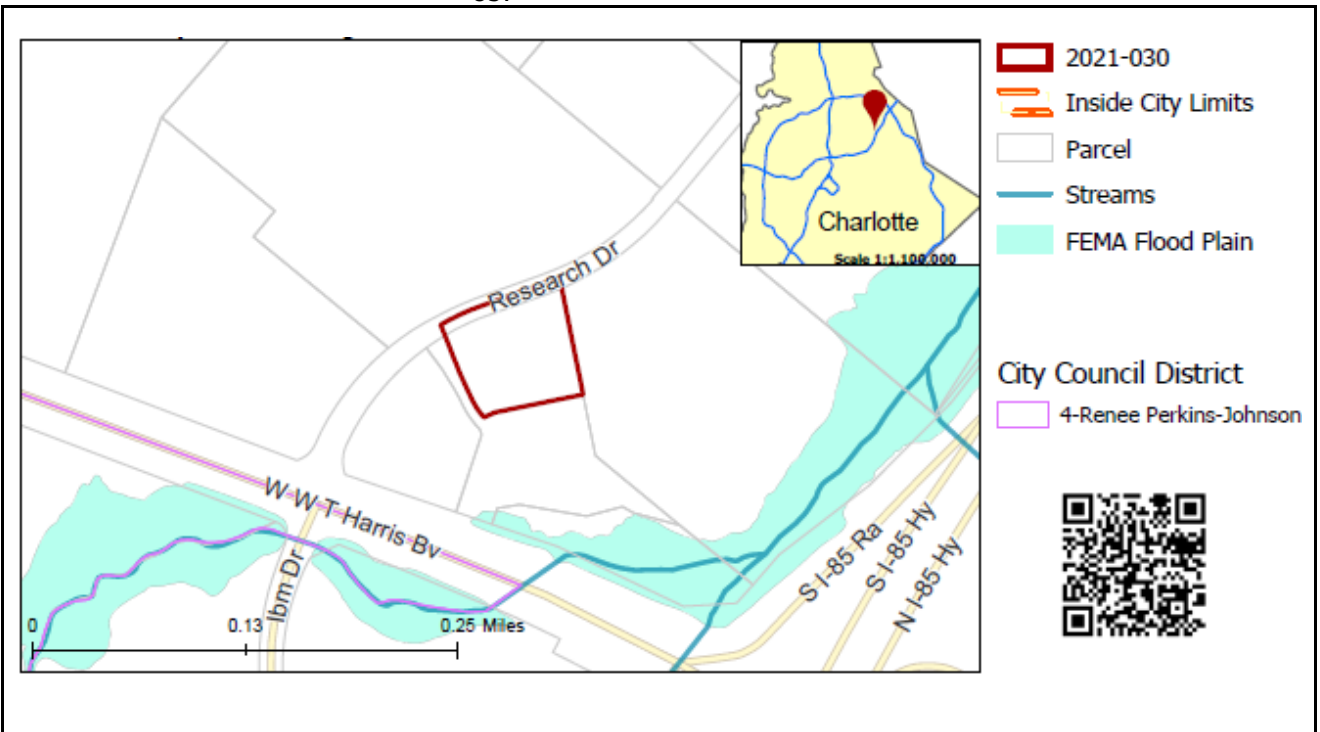 2021-030
Inside City Limits
Parcel
Streams
FEMA Flood Plain
City Council District
4-Renee Perkins-Johnson
Charlotte
Scale 1:1,100,000
Research Dr
W W T Harris Bv
Ibm Dr
S I-85 Ra
S I-85 Hy
N I-85 Hy
0 0.13 0.25 Miles